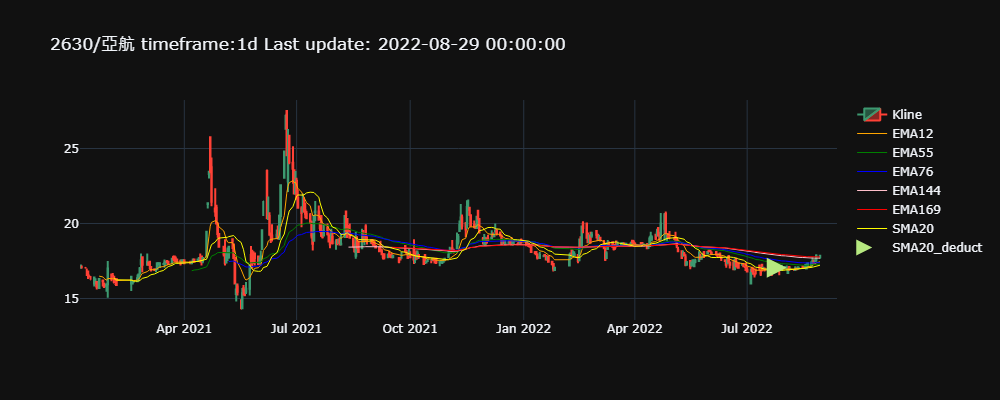 2630/亞航 timeframe:1d Last update: 2022-08-29 00:00:00
25
20
15
Apr 2021
Jul 2021
Oct 2021
Jan 2022
Apr 2022
Jul 2022
Kline
EMA12
EMA55
EMA76
EMA144
EMA169
SMA20
SMA20_deduct